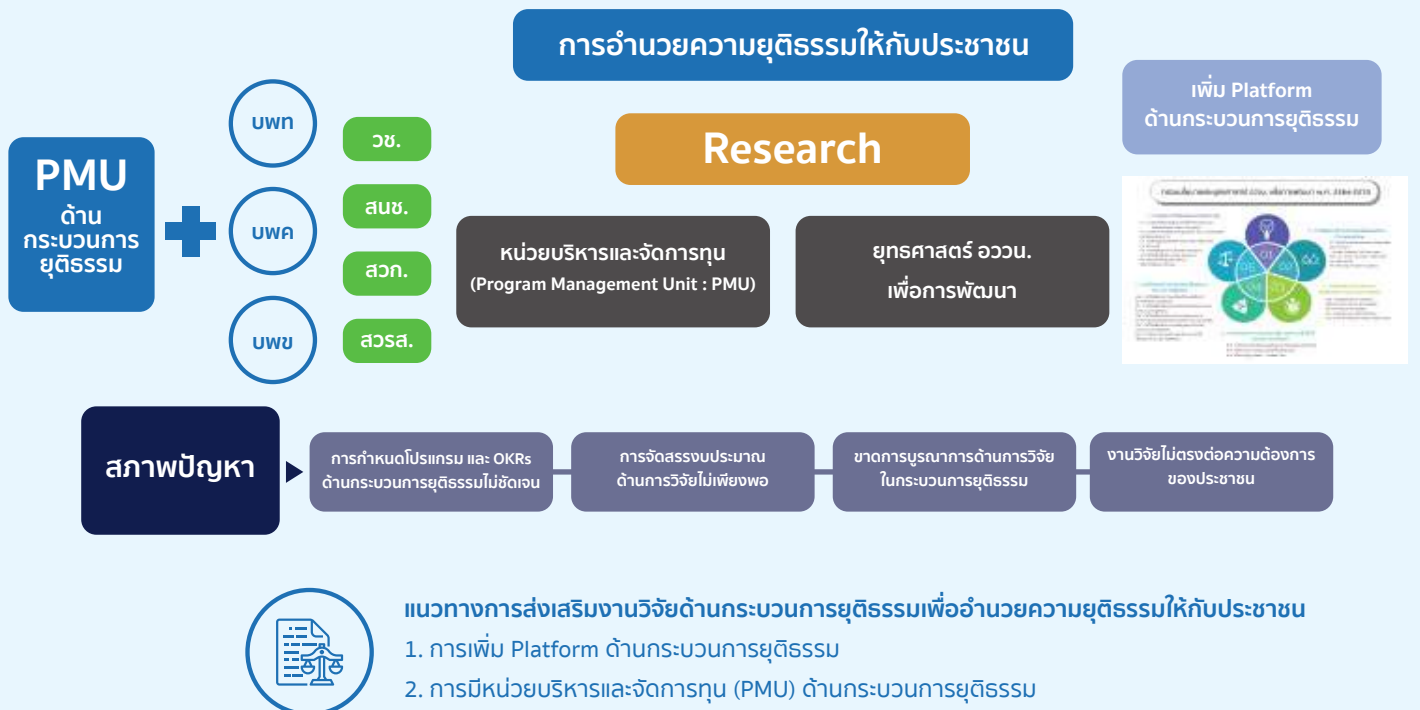 การอำนวยความยุติธรรมให้กับประชาชน
เพิ่ม Platform
ด้านกระบวนการยุติธรรม
Research
PMU
ด้าน
กระบวนการ
ยุติธรรม
บพท
บพค
บพข
วช.
สนช.
สวก.
สวรส.
หน่วยบริหารและจัดการทุน
(Program Management Unit : PMU)
ยุทธศาสตร์ อววน.
เพื่อการพัฒนา
สภาพปัญหา
การกำหนดโปรแกรม และ OKRs
ด้านกระบวนการยุติธรรมไม่ชัดเจน
การจัดสรรงบประมาณ
ด้านการวิจัยไม่เพียงพอ
ขาดการบูรณาการด้านการวิจัย
ในกระบวนการยุติธรรม
งานวิจัยไม่ตรงต่อความต้องการ
ของประชาชน
แนวทางการส่งเสริมงานวิจัยด้านกระบวนการยุติธรรมเพื่ออำนวยความยุติธรรมให้กับประชาชน
1. การเพิ่ม Platform ด้านกระบวนการยุติธรรม
2. การมีหน่วยบริหารและจัดการทุน (PMU) ด้านกระบวนการยุติธรรม